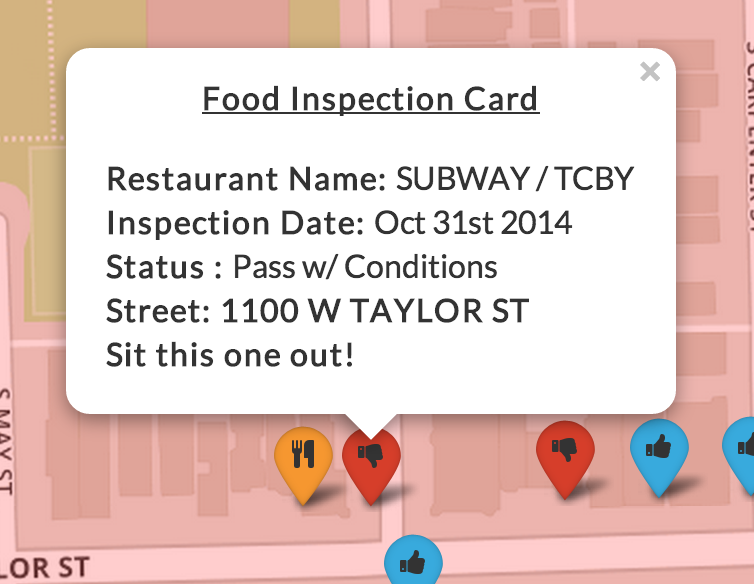 ×
Food Inspection Card
Restaurant Name: SUBWAY / TCBY
Inspection Date: Oct 31st 2014
Status : Pass w/ Conditions
Street: 1100 W TAYLOR ST
Sit this one out!
S CARPENTER ST
S MAY ST
LOR ST